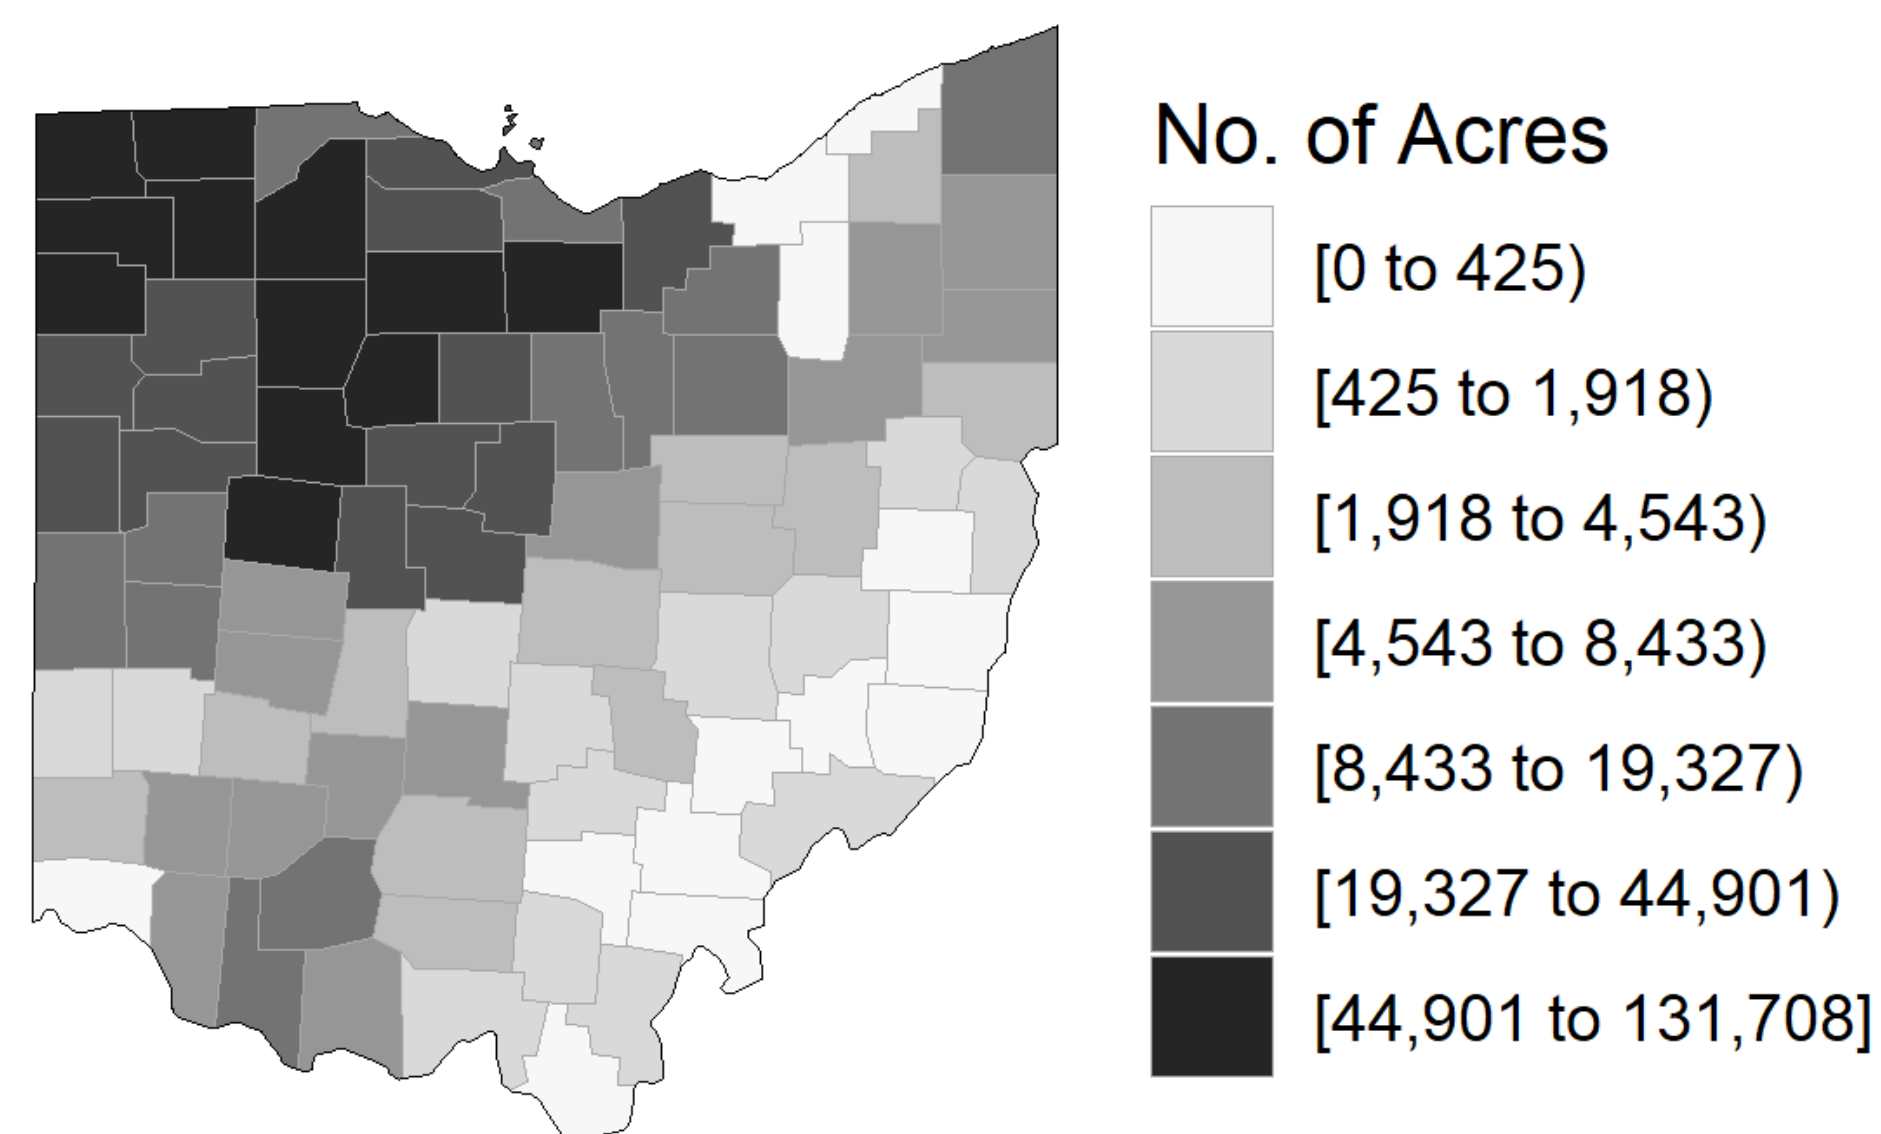 No. of Acres
[0 to 425)
[425 to 1,918)
[1,918 to 4,543)
[4,543 to 8,433)
[8,433 to 19,327)
[19,327 to 44,901)
[44,901 to 131,708]